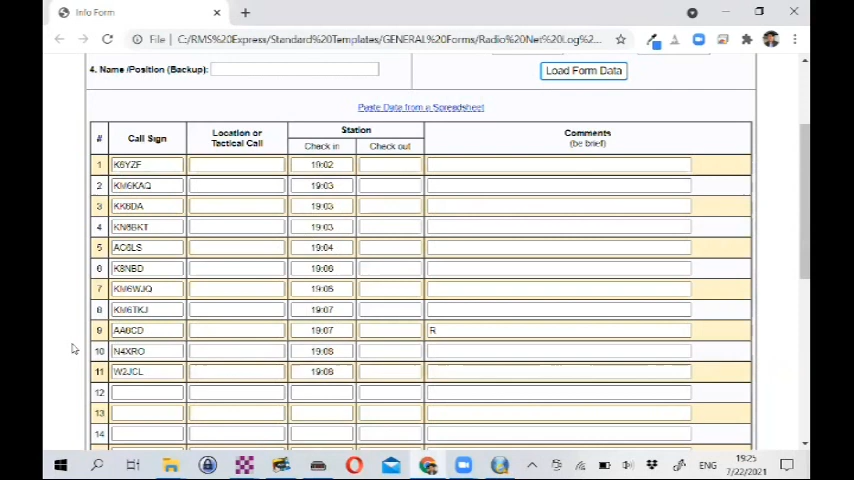 Info Form
File C:/RMS%20Express/Standard%20Templates/GENERAL%20Forms/Radio%20Net%20Log%2...
4. Name /Position (Backup):
Load Form Data
Paste Data from a Spreadsheet
# Call Sign Location or Tactical Call Station Comments
Check in Check out (be brief)
1 K6YZF 19:02
2 KM6KAQ 19:03
3 KK6DA 19:03
4 KN6BKT 19:03
5 AC6LS 19:04
6 K8NBD 19:06
7 KM6WJQ 19:05
8 KM6TKJ 19:07
9 AA6CD 19:07 R
10 N4XRO 19:08
11 W2JCL 19:08
12
13
14
ENG 19:25
7/22/2021